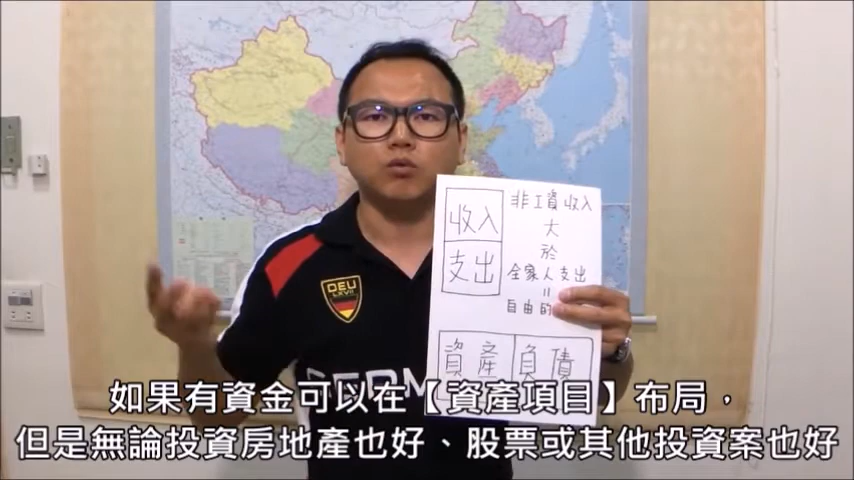 收入
支出
非工資收入
大
於
全家人支出
=
自由的
資產
負債
DEU
LXVII
GERM
如果有資金可以在【資產項目】布局，
但是無論投資房地產也好、股票或其他投資案也好